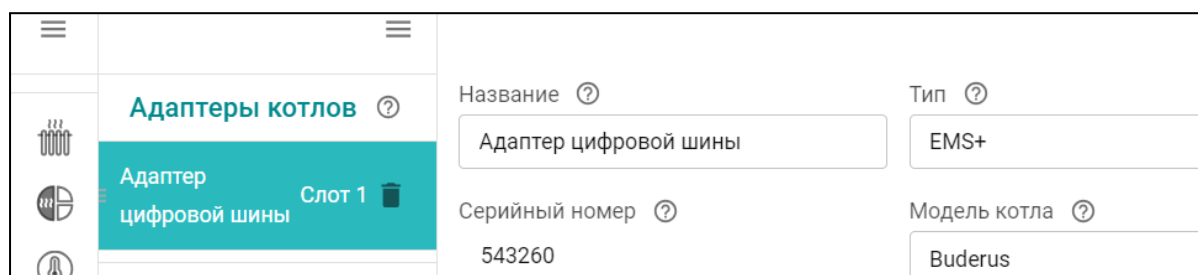 Адаптеры котлов
Адаптер
цифровой шины
Слот 1
Название
Тип
Адаптер цифровой шины
EMS+
Серийный номер
Модель котла
543260
Buderus